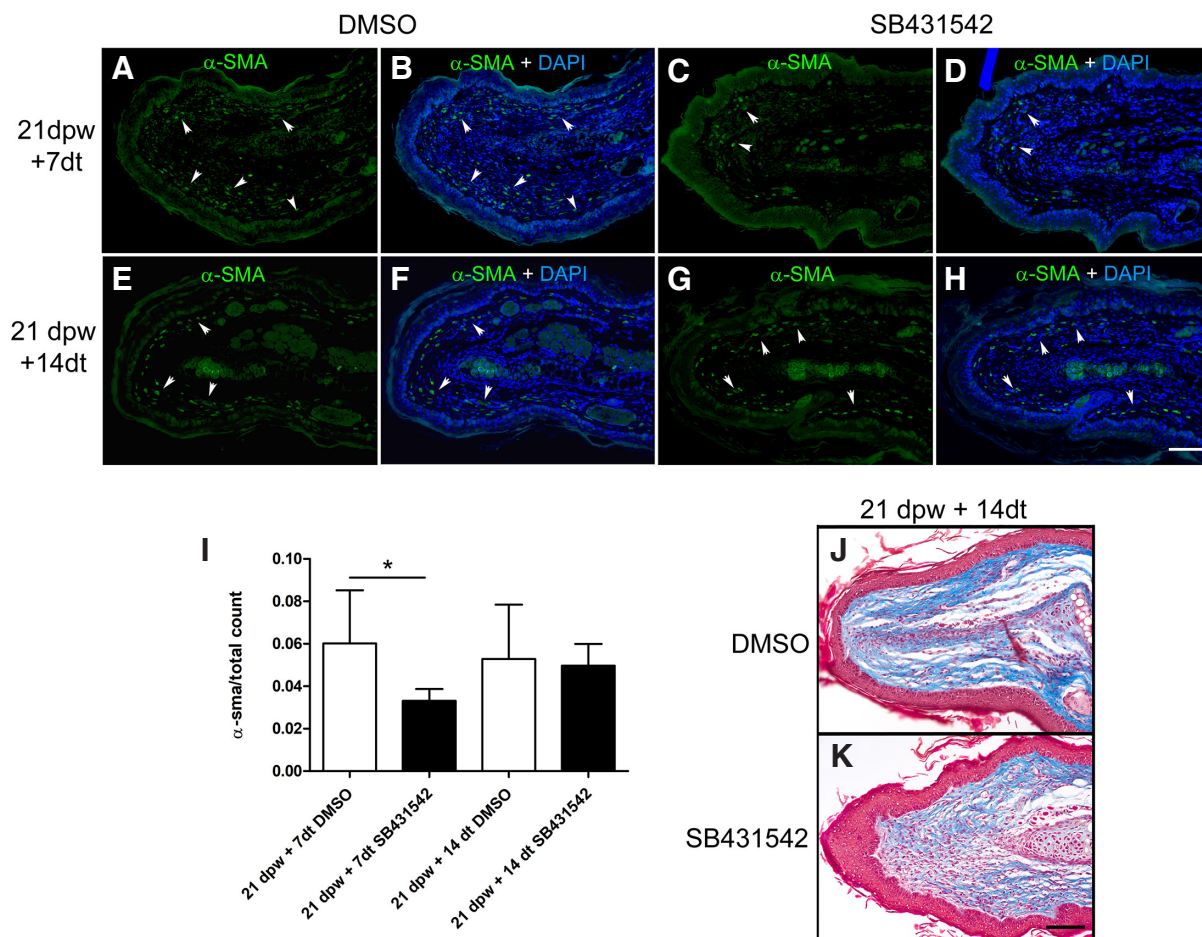 DMSO SB431542
A α-SMA B α-SMA + DAPI C α-SMA D α-SMA + DAPI
21dpw
+7dt
E α-SMA F α-SMA + DAPI G α-SMA H α-SMA + DAPI
21 dpw
+14dt
I
α-sma/total count
0.10
0.08
0.06
0.04
0.02
0.00
*
21 dpw + 7dt DMSO
21 dpw + 7dt SB431542
21 dpw + 14 dt DMSO
21 dpw + 14 dt SB431542
21 dpw + 14dt
J
DMSO
K
SB431542